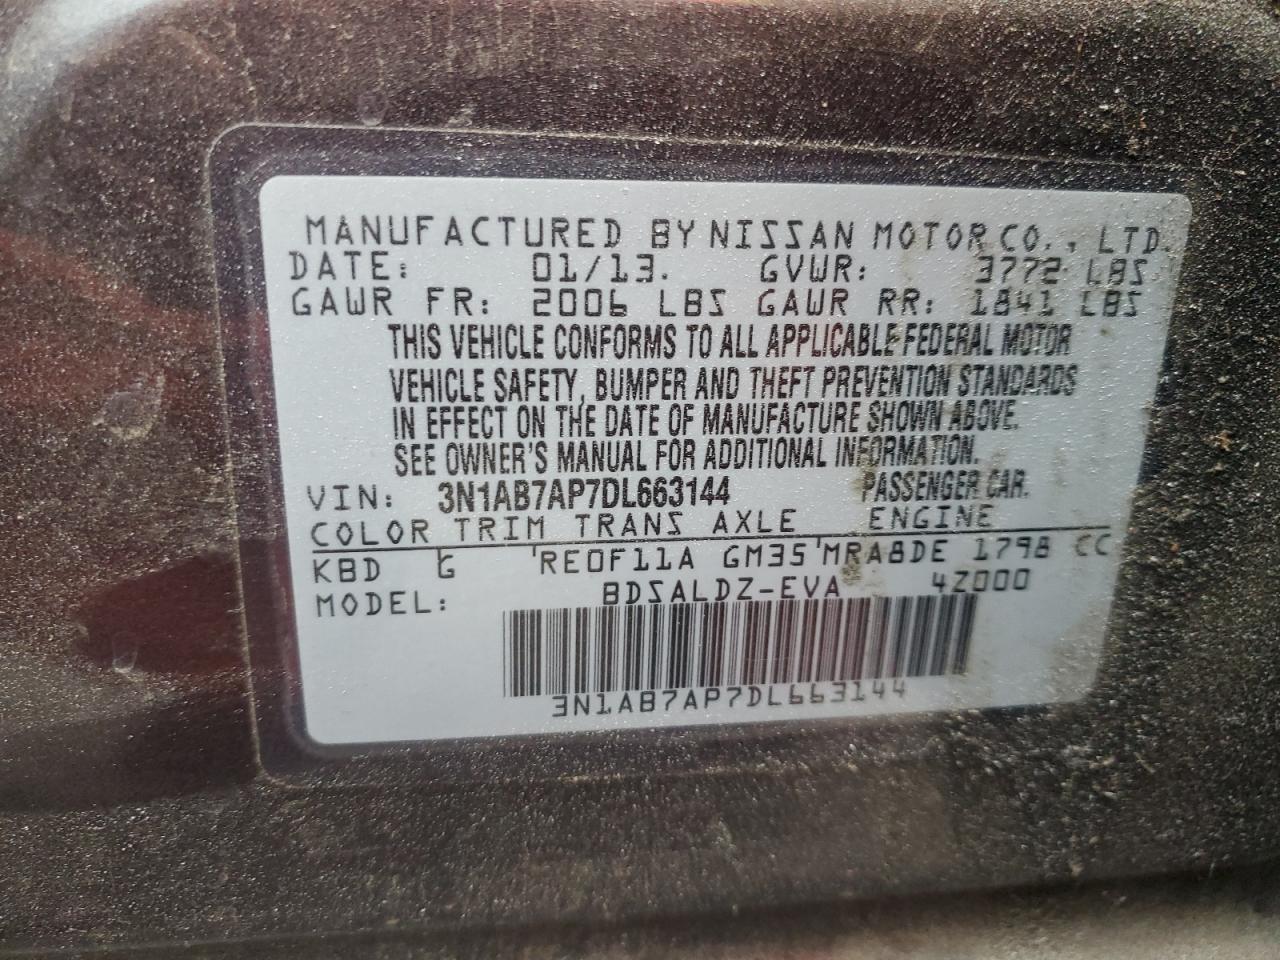 MANUFACTURED BY NISSAN MOTOR CO., LTD.
DATE: 01/13. GVWR: 3772 LBS
GAWR FR: 2006 LBS GAWR RR: 1841 LBS
THIS VEHICLE CONFORMS TO ALL APPLICABLE FEDERAL MOTOR
VEHICLE SAFETY, BUMPER AND THEFT PREVENTION STANDARDS
IN EFFECT ON THE DATE OF MANUFACTURE SHOWN ABOVE.
SEE OWNER'S MANUAL FOR ADDITIONAL INFORMATION.
VIN: 3N1AB7AP7DL663144 PASSENGER CAR.
COLOR TRIM TRANS AXLE ENGINE
KBD G RE0F11A GM35 MRA8DE 1798 CC
MODEL: BDSALDZ-EVA 4Z000
3N1AB7AP7DL663144